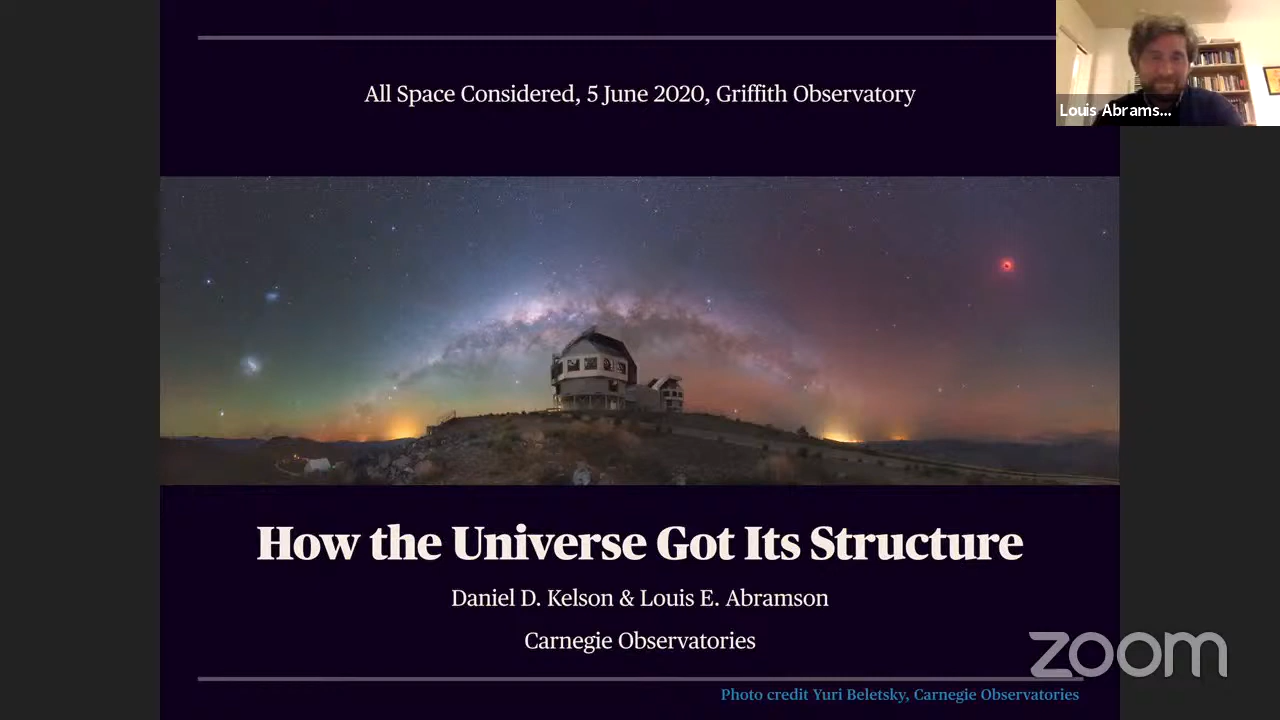 All Space Considered, 5 June 2020, Griffith Observatory
Louis Abrams...
How the Universe Got Its Structure
Daniel D. Kelson & Louis E. Abramson
Carnegie Observatories
zoom
Photo credit Yuri Beletsky, Carnegie Observatories